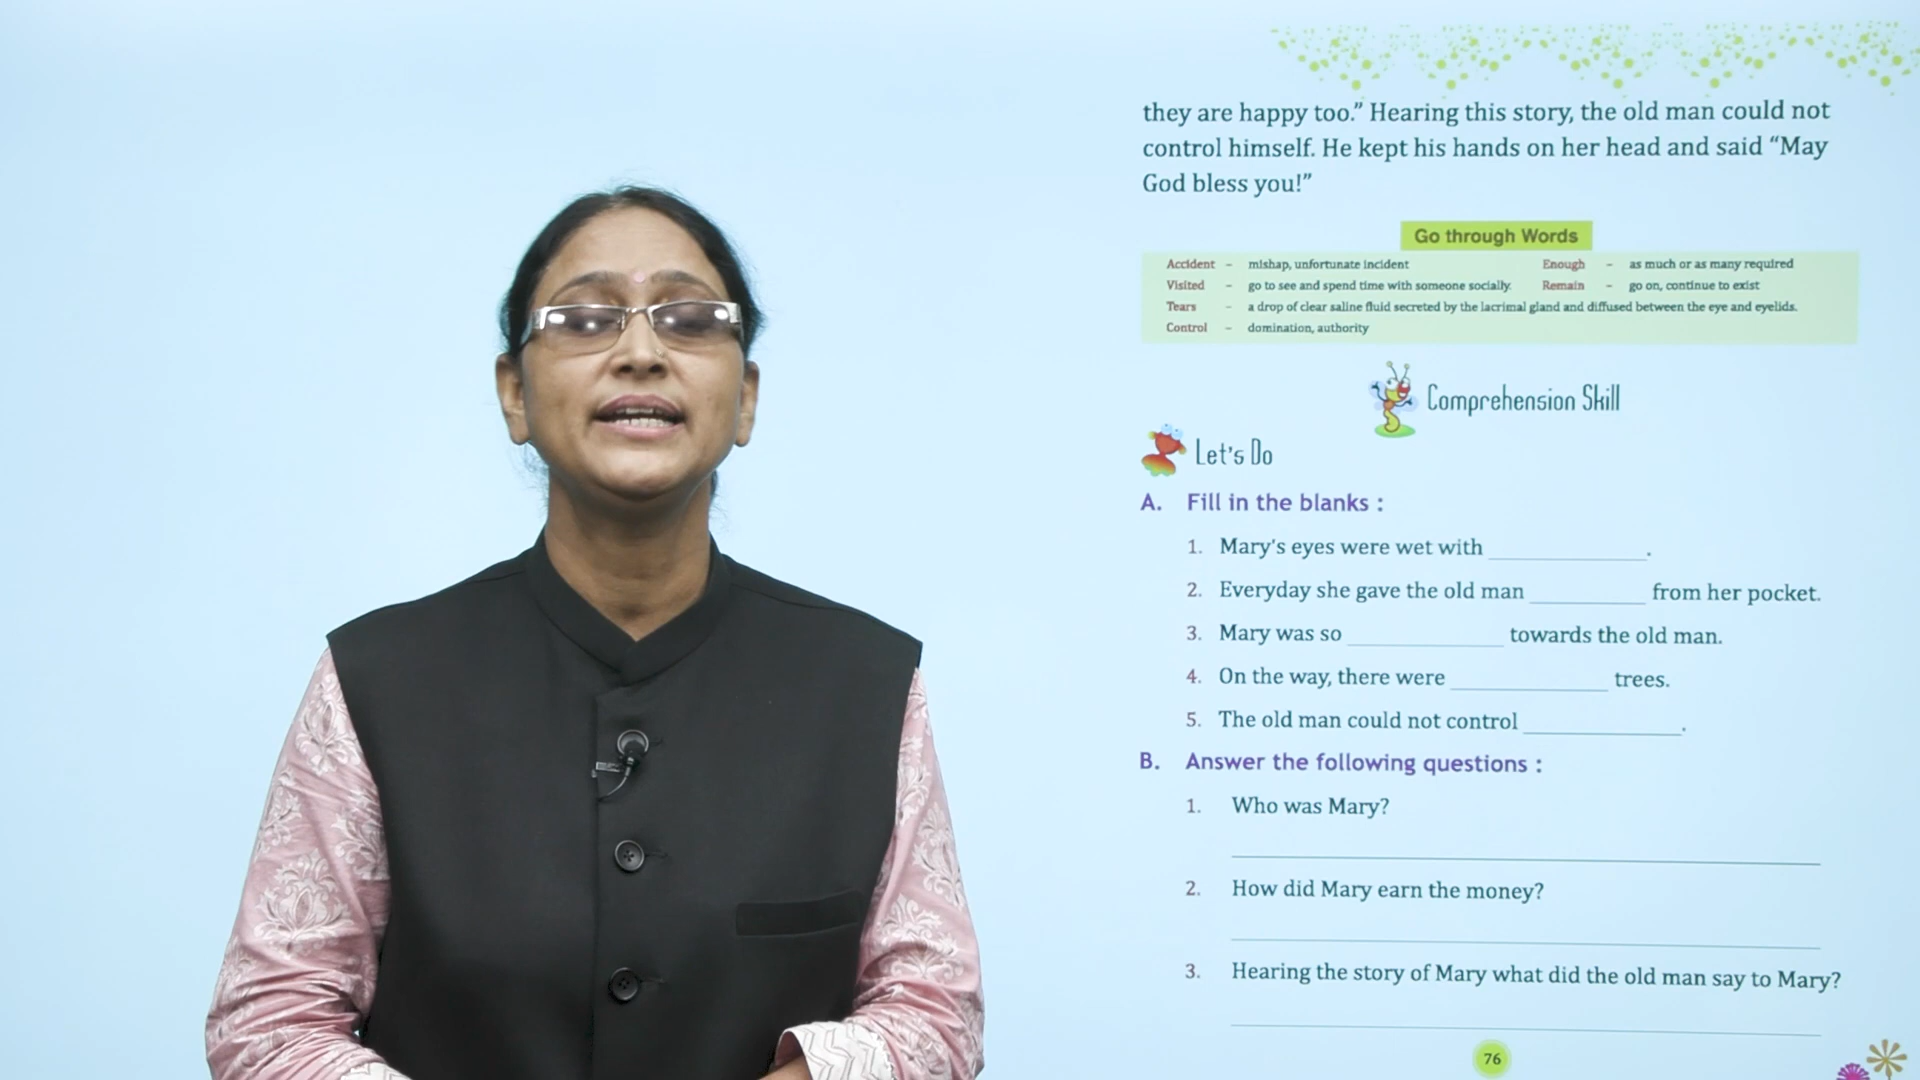 they are happy too.” Hearing this story, the old man could not
control himself. He kept his hands on her head and said “May
God bless you!”
Go through Words
Accident – mishap, unfortunate incident Enough – as much or as many required
Visited – go to see and spend time with someone socially. Remain – go on, continue to exist
Tears – a drop of clear saline fluid secreted by the lacrimal gland and diffused between the eye and eyelids.
Control – domination, authority
Comprehension Skill
Let's Do
A. Fill in the blanks :
1. Mary's eyes were wet with ____________.
2. Everyday she gave the old man _________ from her pocket.
3. Mary was so ____________ towards the old man.
4. On the way, there were ____________ trees.
5. The old man could not control ____________.
B. Answer the following questions :
1. Who was Mary?
2. How did Mary earn the money?
3. Hearing the story of Mary what did the old man say to Mary?
76